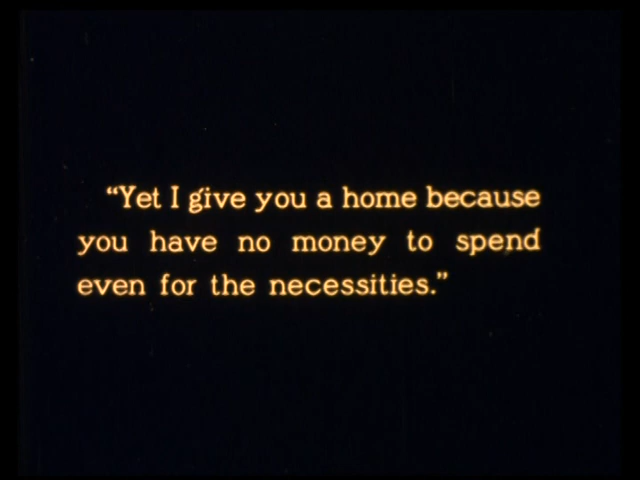 “Yet I give you a home because
you have no money to spend
even for the necessities.”